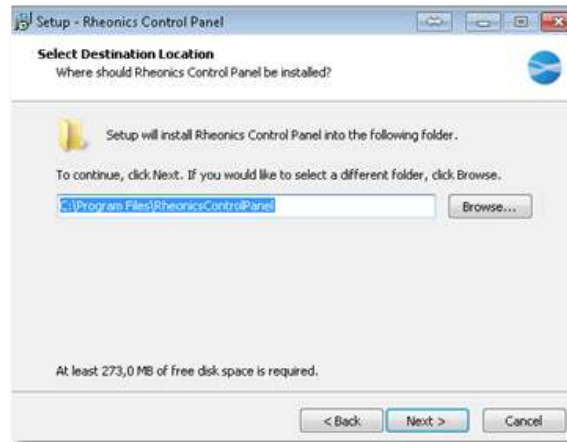 Setup - Rheonics Control Panel
Select Destination Location
Where should Rheonics Control Panel be installed?
Setup will install Rheonics Control Panel into the following folder.
To continue, click Next. If you would like to select a different folder, click Browse.
C:\Program Files\RheonicsControlPanel
Browse...
At least 273,0 MB of free disk space is required.
< Back
Next >
Cancel